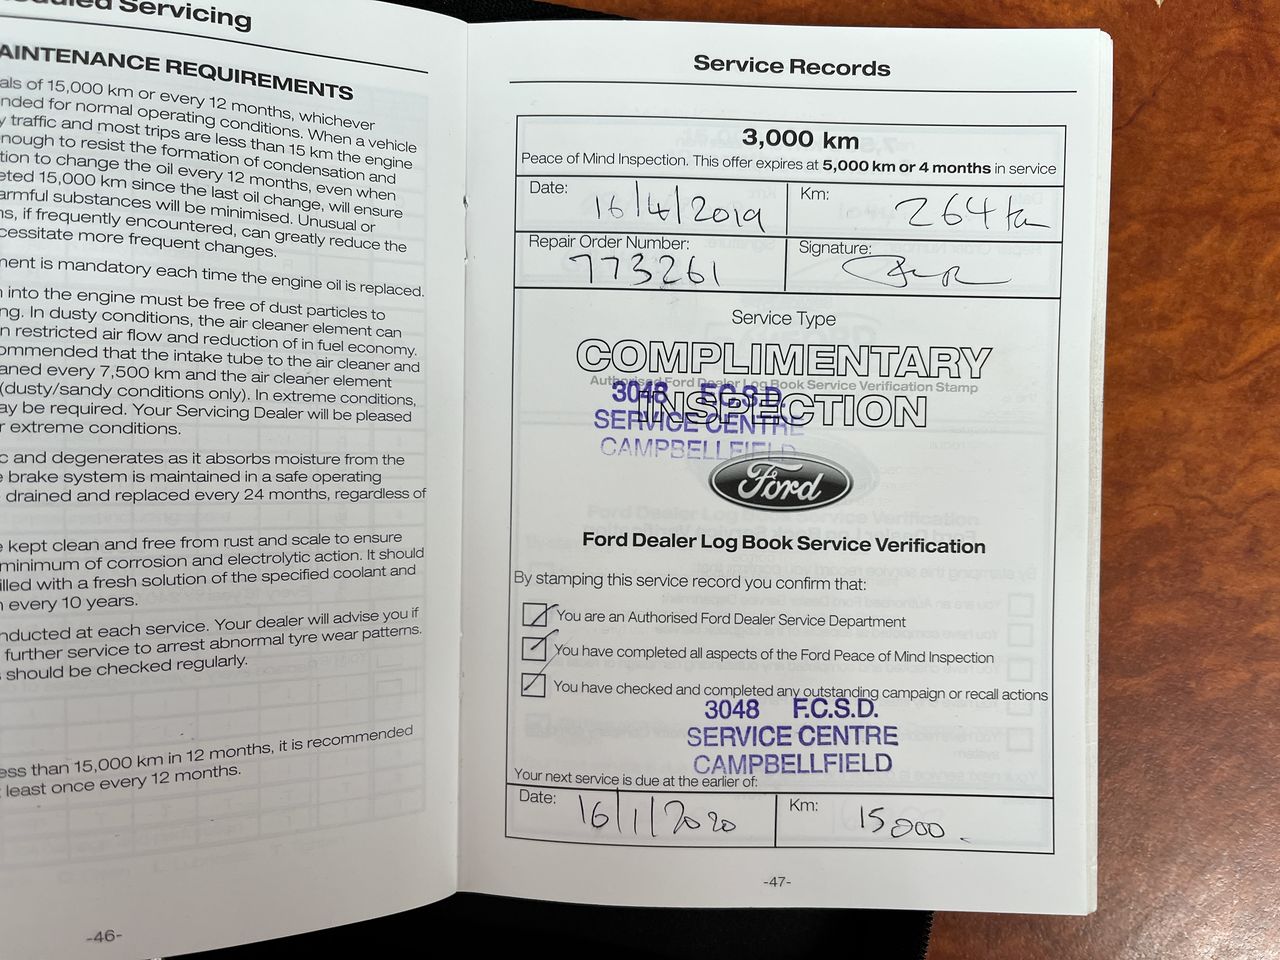 Servicing
AINTENANCE REQUIREMENTS
als of 15,000 km or every 12 months, whichever
nded for normal operating conditions. When a vehicle
y traffic and most trips are less than 15 km the engine
nough to resist the formation of condensation and
tion to change the oil every 12 months, even when
eted 15,000 km since the last oil change, will ensure
armful substances will be minimised. Unusual or
ns, if frequently encountered, can greatly reduce the
cessitate more frequent changes.
ment is mandatory each time the engine oil is replaced.
n into the engine must be free of dust particles to
ng. In dusty conditions, the air cleaner element can
n restricted air flow and reduction of in fuel economy.
ommended that the intake tube to the air cleaner and
aned every 7,500 km and the air cleaner element
(dusty/sandy conditions only). In extreme conditions,
ay be required. Your Servicing Dealer will be pleased
r extreme conditions.
c and degenerates as it absorbs moisture from the
e brake system is maintained in a safe operating
drained and replaced every 24 months, regardless of
e kept clean and free from rust and scale to ensure
minimum of corrosion and electrolytic action. It should
illed with a fresh solution of the specified coolant and
n every 10 years.
nducted at each service. Your dealer will advise you if
further service to arrest abnormal tyre wear patterns.
s should be checked regularly.
ess than 15,000 km in 12 months, it is recommended
least once every 12 months.
-46-
Service Records
3,000 km
Peace of Mind Inspection. This offer expires at 5,000 km or 4 months in service
Date: 16/4/2019 Km: 264 km
Repair Order Number: 773261 Signature:
Service Type
COMPLIMENTARY
Authorised Ford Dealer Log Book Service Verification Stamp
INSPECTION
3048 F.C.S.D.
SERVICE CENTRE
CAMPBELLFIELD
Ford
Ford Dealer Log Book Service Verification
By stamping this service record you confirm that:
You are an Authorised Ford Dealer Service Department
You have completed all aspects of the Ford Peace of Mind Inspection
You have checked and completed any outstanding campaign or recall actions
3048 F.C.S.D.
SERVICE CENTRE
CAMPBELLFIELD
Your next service is due at the earlier of:
Date: 16/1/2020 Km: 15000.
-47-